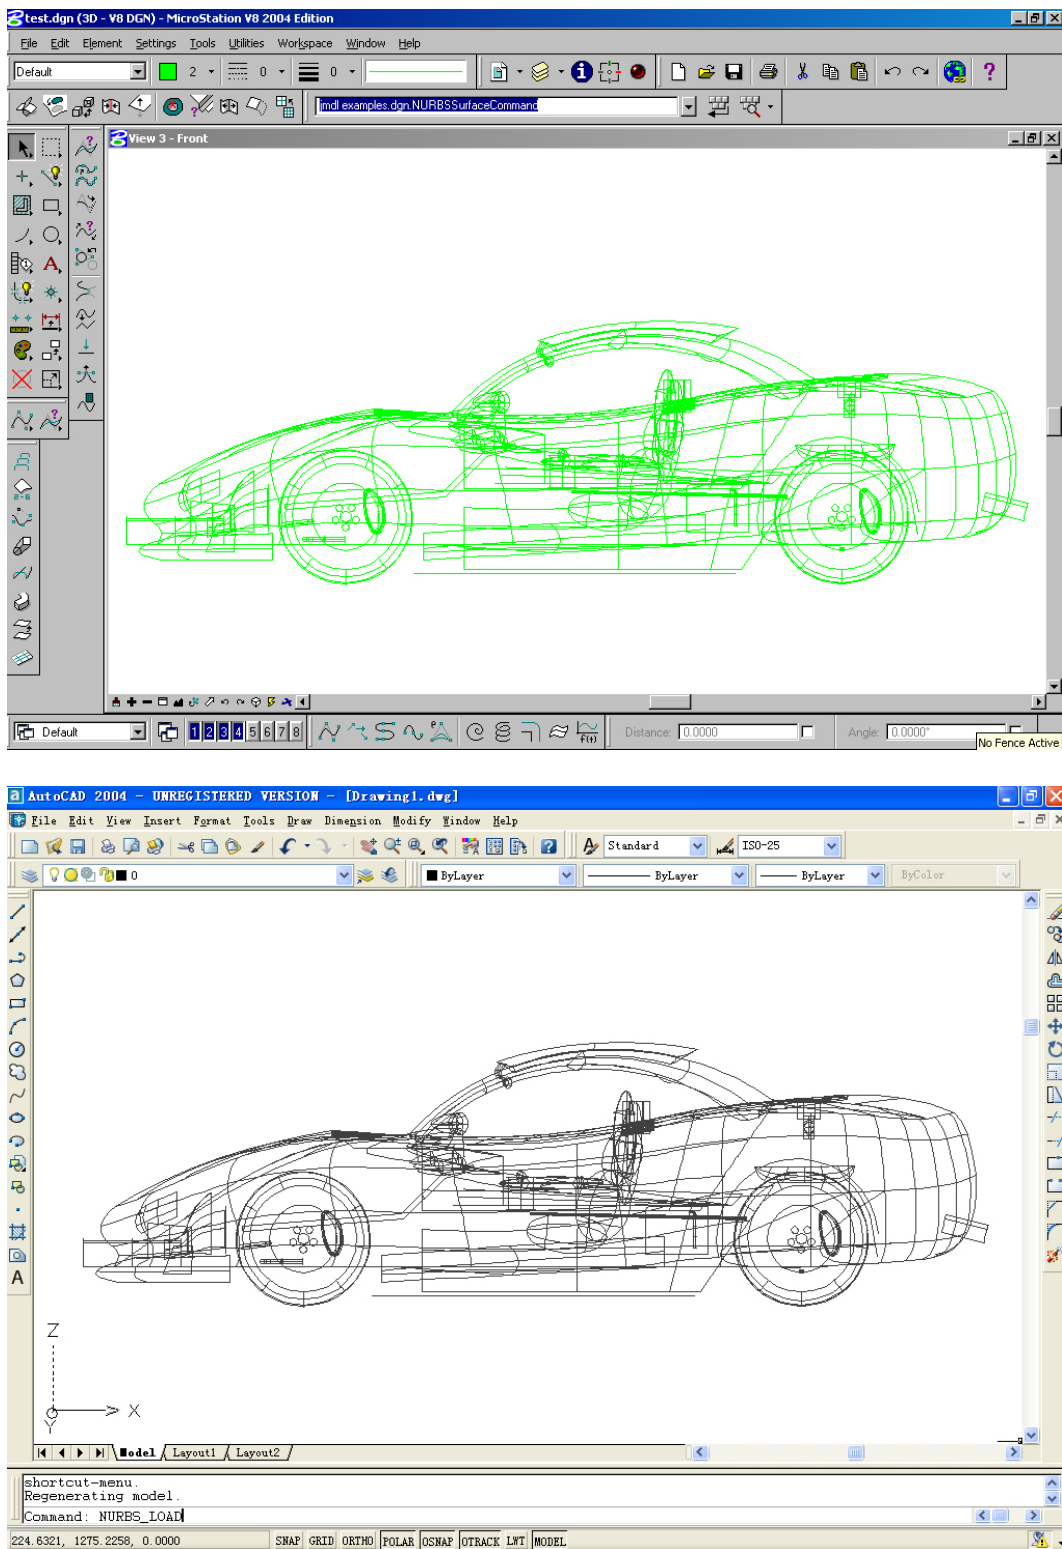 test.dgn (3D - V8 DGN) - MicroStation V8 2004 Edition
File Edit Element Settings Tools Utilities Workspace Window Help
Default 2 0 0
mdl examples.dgn.NURBSSurfaceCommand
View 3 - Front
Default 1 2 3 4 5 6 7 8 f(t) Distance: 0.0000 Angle: 0.0000°
No Fence Active
AutoCAD 2004 - UNREGISTERED VERSION - [Drawing1.dwg]
File Edit View Insert Format Tools Draw Dimension Modify Window Help
Standard ISO-25
0 ByLayer ByLayer ByLayer ByColor
A
Z
X
Y
Model Layout1 Layout2
shortcut-menu.
Regenerating model.
Command: NURBS_LOAD
224.6321, 1275.2258, 0.0000 SNAP GRID ORTHO POLAR OSNAP OTRACK LWT MODEL